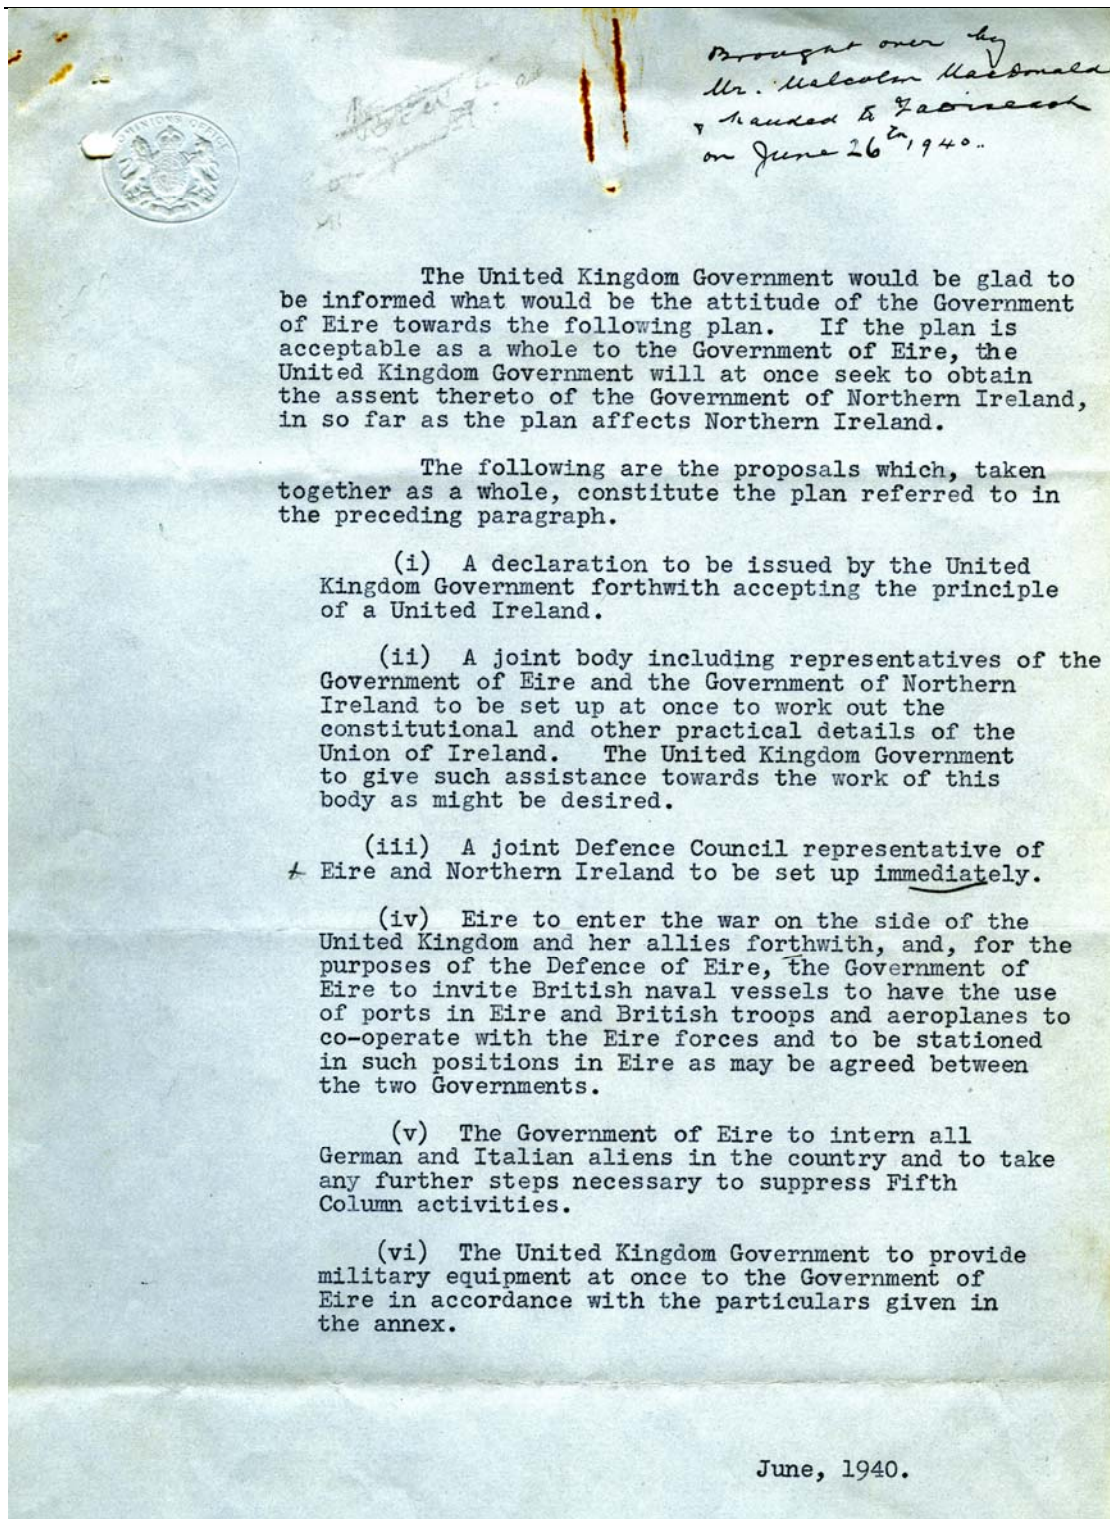 Brought over by
Mr. Malcolm MacDonald
& handed to Taoiseach
on June 26th, 1940..
DOMINIONS OFFICE
The United Kingdom Government would be glad to
be informed what would be the attitude of the Government
of Eire towards the following plan. If the plan is
acceptable as a whole to the Government of Eire, the
United Kingdom Government will at once seek to obtain
the assent thereto of the Government of Northern Ireland,
in so far as the plan affects Northern Ireland.
The following are the proposals which, taken
together as a whole, constitute the plan referred to in
the preceding paragraph.
(i) A declaration to be issued by the United
Kingdom Government forthwith accepting the principle
of a United Ireland.
(ii) A joint body including representatives of the
Government of Eire and the Government of Northern
Ireland to be set up at once to work out the
constitutional and other practical details of the
Union of Ireland. The United Kingdom Government
to give such assistance towards the work of this
body as might be desired.
(iii) A joint Defence Council representative of
Eire and Northern Ireland to be set up immediately.
(iv) Eire to enter the war on the side of the
United Kingdom and her allies forthwith, and, for the
purposes of the Defence of Eire, the Government of
Eire to invite British naval vessels to have the use
of ports in Eire and British troops and aeroplanes to
co-operate with the Eire forces and to be stationed
in such positions in Eire as may be agreed between
the two Governments.
(v) The Government of Eire to intern all
German and Italian aliens in the country and to take
any further steps necessary to suppress Fifth
Column activities.
(vi) The United Kingdom Government to provide
military equipment at once to the Government of
Eire in accordance with the particulars given in
the annex.
June, 1940.